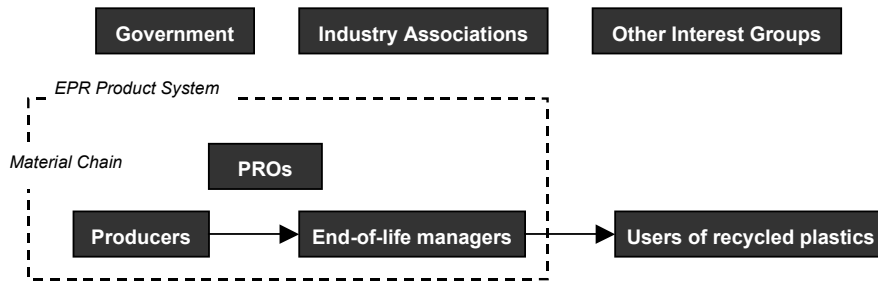 Government
Industry Associations
Other Interest Groups
EPR Product System
Material Chain
PROs
Producers
End-of-life managers
Users of recycled plastics